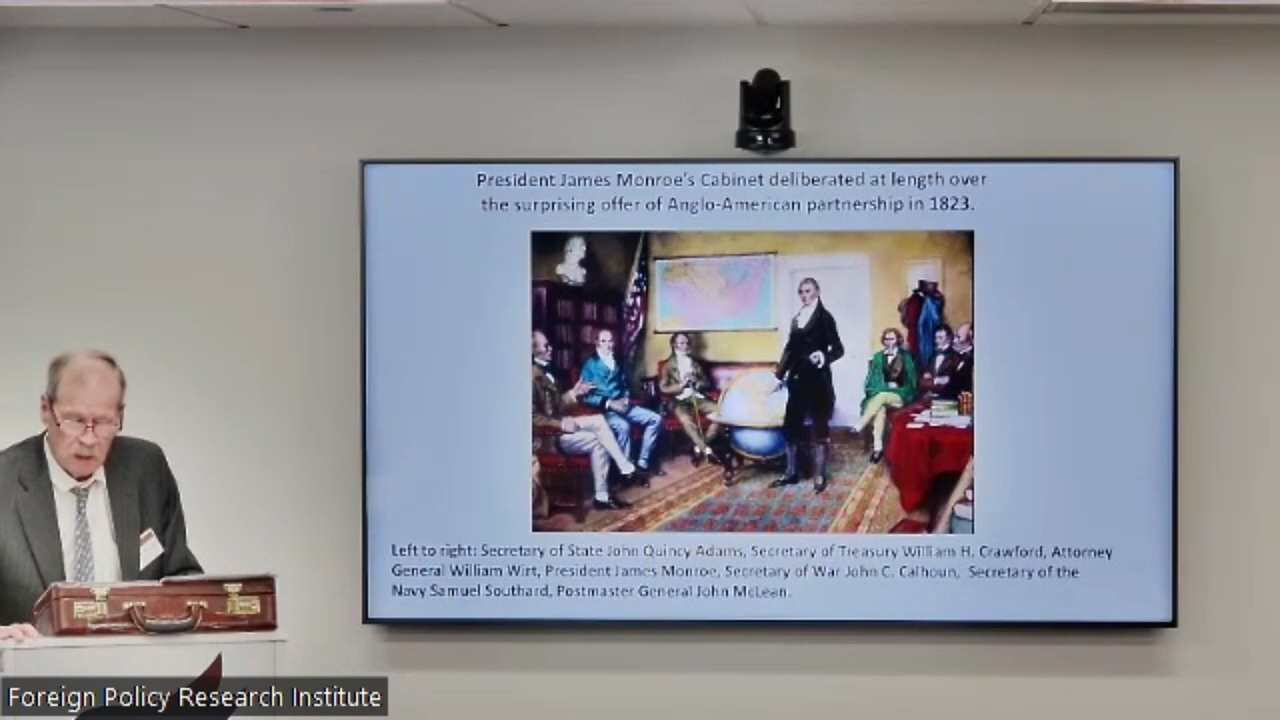 President James Monroe's Cabinet deliberated at length over
the surprising offer of Anglo-American partnership in 1823.
Left to right: Secretary of State John Quincy Adams, Secretary of Treasury William H. Crawford, Attorney
General William Wirt, President James Monroe, Secretary of War John C. Calhoun, Secretary of the
Navy Samuel Southard, Postmaster General John McLean.
Foreign Policy Research Institute